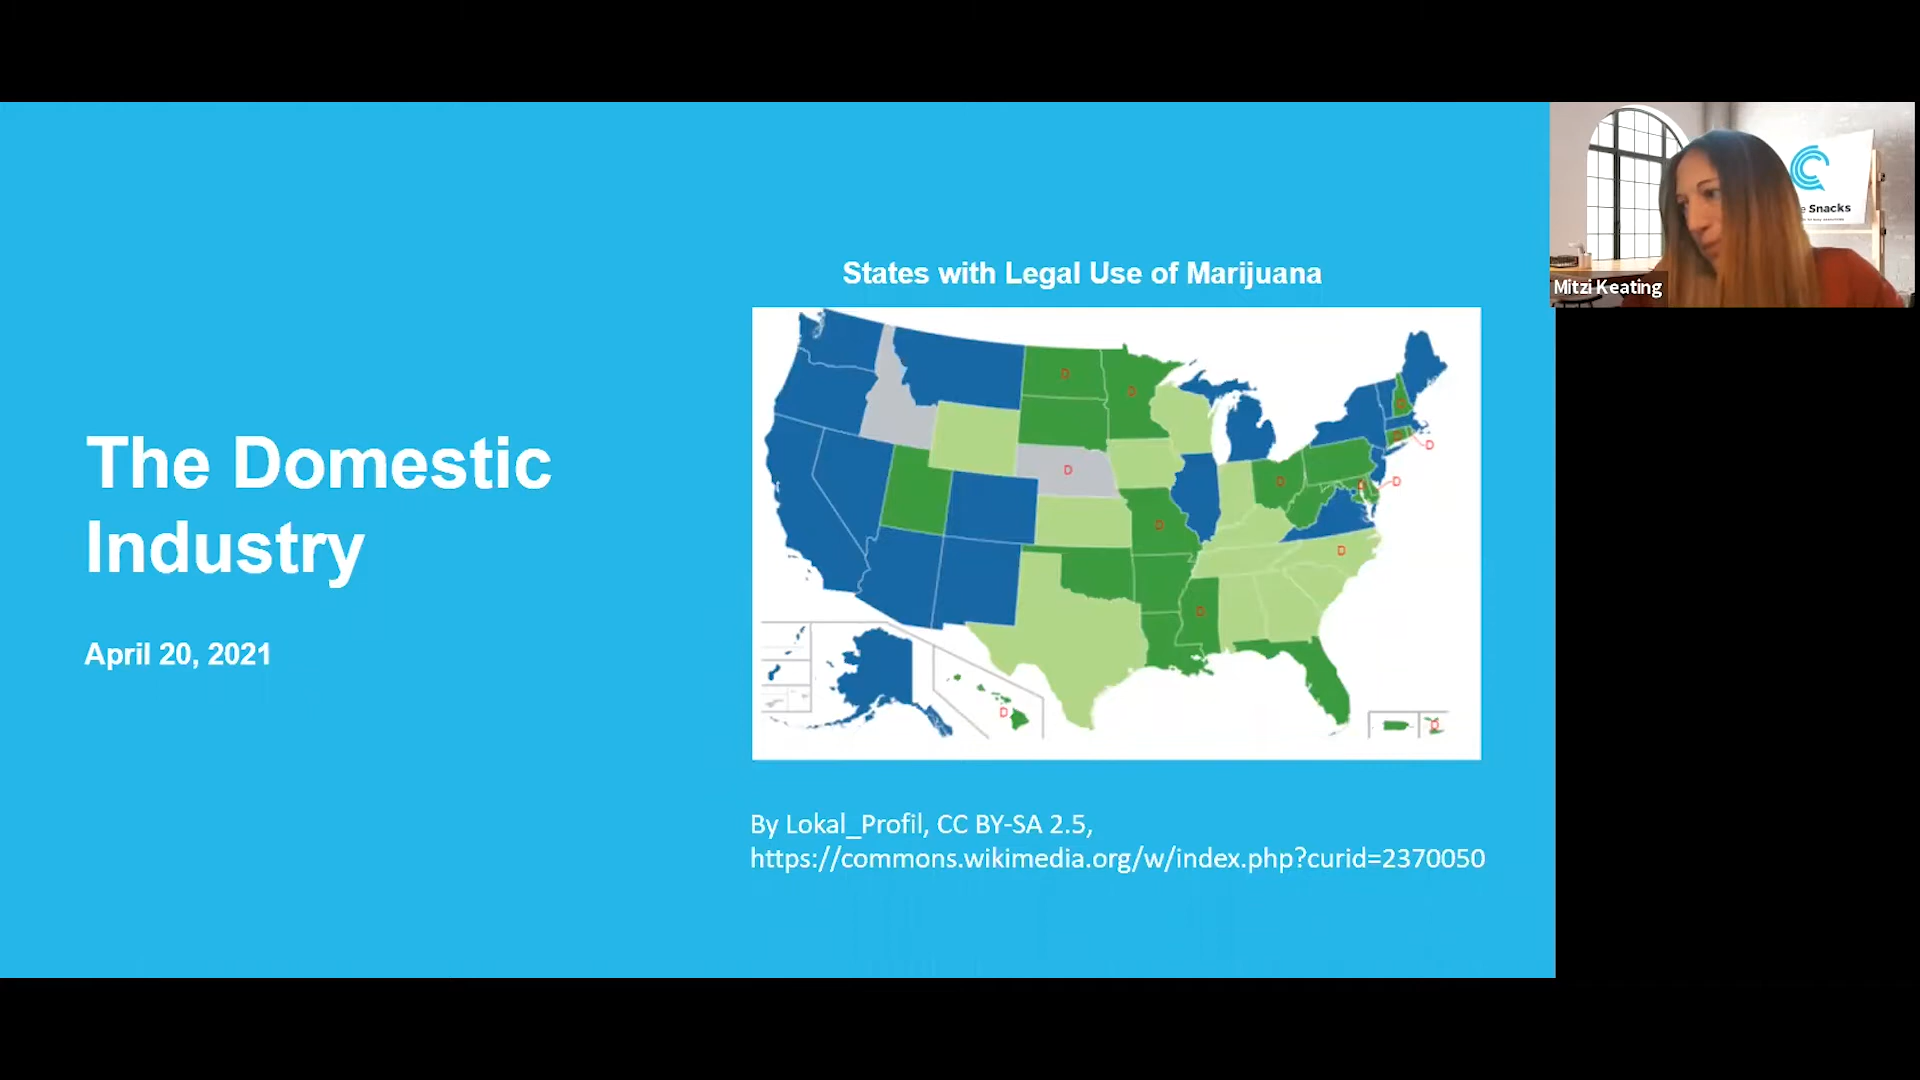 States with Legal Use of Marijuana
The Domestic
Industry
April 20, 2021
D
D
D
D
D
D
D
D
D
D
D
D
D
By Lokal_Profil, CC BY-SA 2.5,
https://commons.wikimedia.org/w/index.php?curid=2370050
Snacks
Mitzi Keating